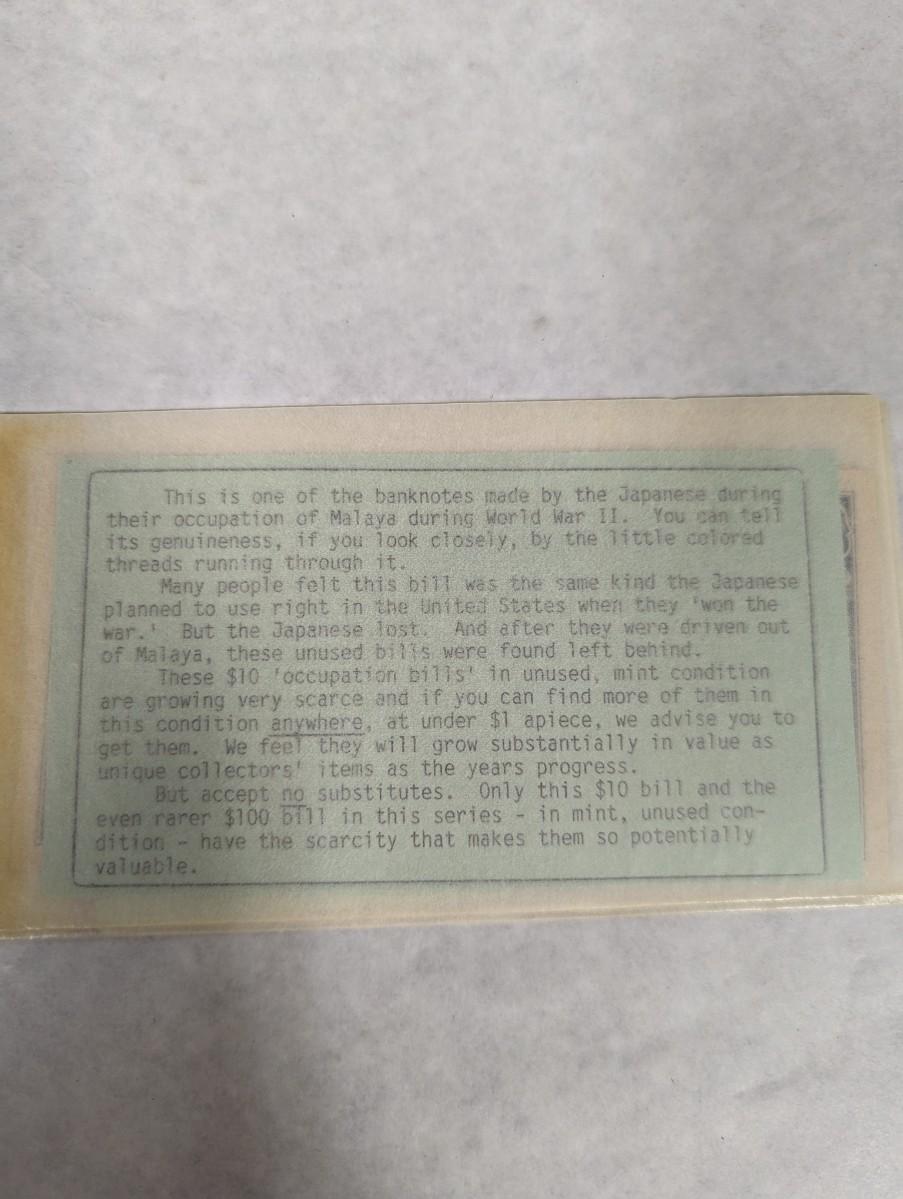 This is one of the banknotes made by the Japanese during
their occupation of Malaya during World War II. You can tell
its genuineness, if you look closely, by the little colored
threads running through it.
Many people felt this bill was the same kind the Japanese
planned to use right in the United States when they 'won the
war.' But the Japanese lost. And after they were driven out
of Malaya, these unused bills were found left behind.
These $10 'occupation bills' in unused, mint condition
are growing very scarce and if you can find more of them in
this condition anywhere, at under $1 apiece, we advise you to
get them. We feel they will grow substantially in value as
unique collectors' items as the years progress.
But accept no substitutes. Only this $10 bill and the
even rarer $100 bill in this series - in mint, unused con-
dition - have the scarcity that makes them so potentially
valuable.